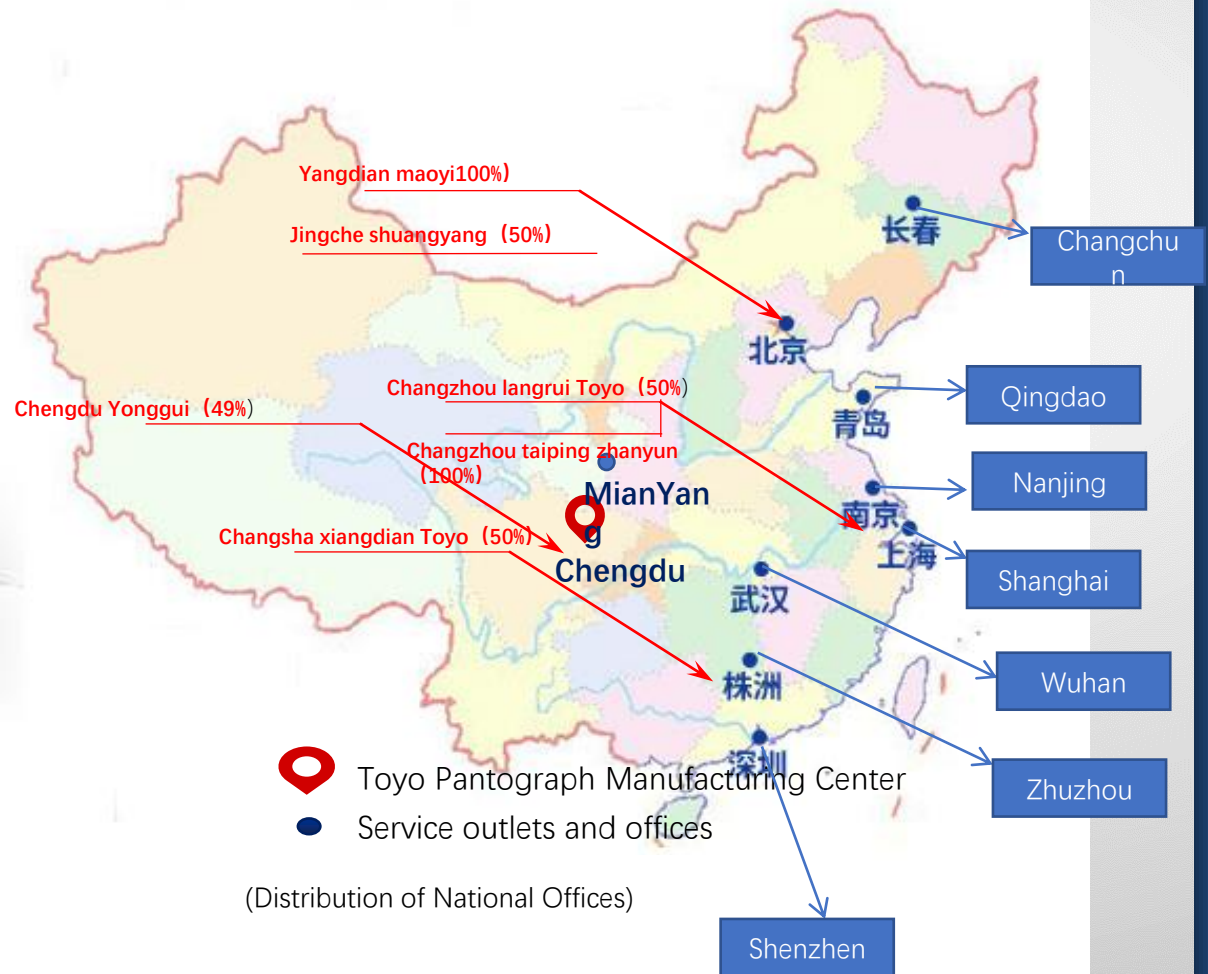 Yangdian maoyi100%)
Jingche shuangyang（50%）
长春
Changchu
n
北京
Changzhou langrui Toyo（50%)
Qingdao
Chengdu Yonggui（49%)
青岛
Changzhou taiping zhanyun
（100%）
MianYan
g
Nanjing
南京
Changsha xiangdian Toyo（50%）
上海
Chengdu
武汉
Shanghai
株洲
Wuhan
深圳
Toyo Pantograph Manufacturing Center
Zhuzhou
Service outlets and offices
(Distribution of National Offices)
Shenzhen